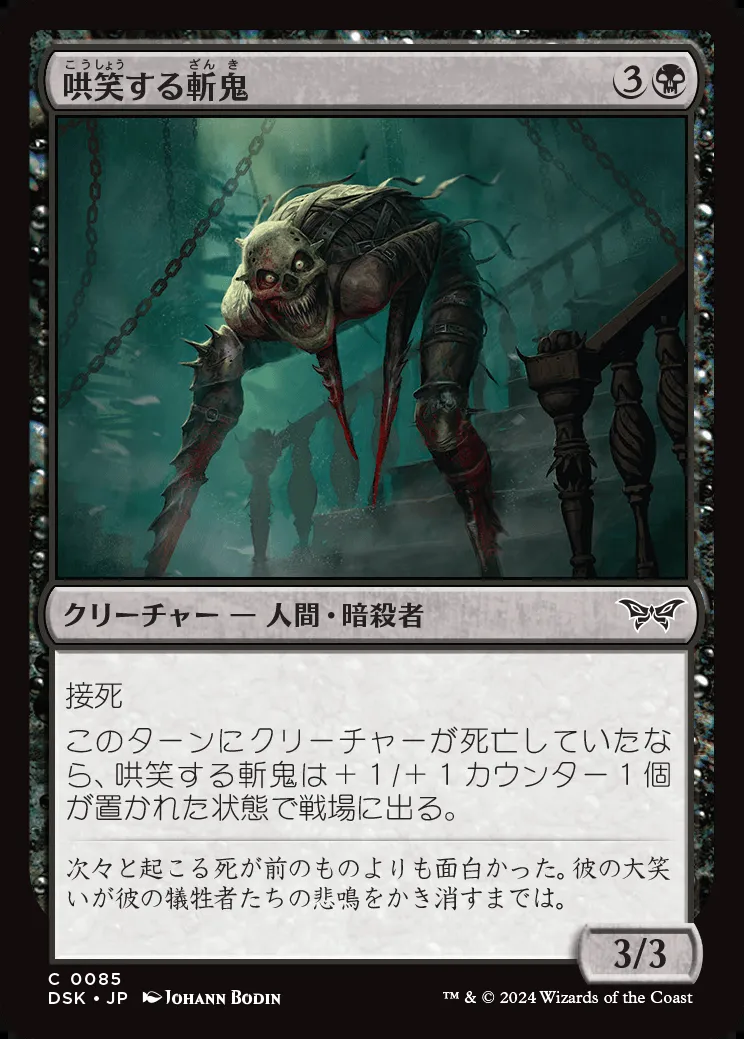 こうしょう ざんき
哄笑する斬鬼 3
クリーチャー — 人間・暗殺者
接死
このターンにクリーチャーが死亡していたな
ら、哄笑する斬鬼は+1/+1カウンター1個
が置かれた状態で戦場に出る。
次々と起こる死が前のものよりも面白かった。彼の大笑
いが彼の犠牲者たちの悲鳴をかき消すまでは。
3/3
C 0085
DSK • JP Johann Bodin
™ & © 2024 Wizards of the Coast